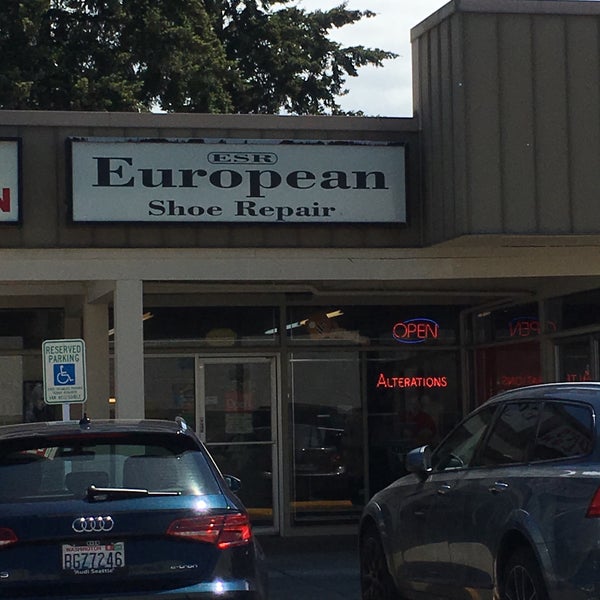 ESR
European
Shoe Repair
N
OPEN
ALTERATIONS
RESERVED
PARKING
WASHINGTON
BGZ7246
Audi Seattle